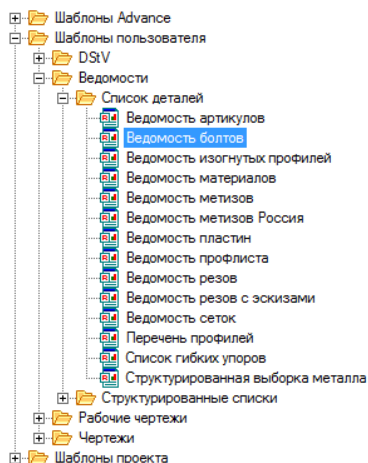 Шаблоны Advance
Шаблоны пользователя
DStV
Ведомости
Список деталей
Ведомость артикулов
Ведомость болтов
Ведомость изогнутых профилей
Ведомость материалов
Ведомость метизов
Ведомость метизов Россия
Ведомость пластин
Ведомость профлиста
Ведомость резов
Ведомость резов с эскизами
Ведомость сеток
Перечень профилей
Список гибких упоров
Структурированная выборка металла
Структурированные списки
Рабочие чертежи
Чертежи
Шаблоны проекта